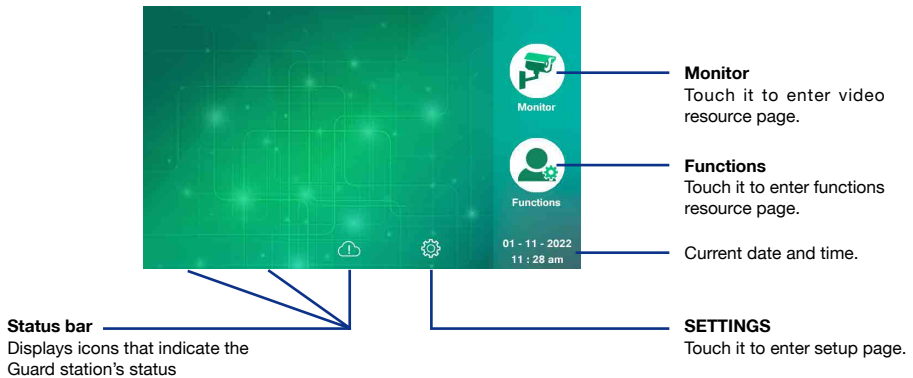 Monitor
Functions
01 - 11 - 2022
11 : 28 am
Monitor
Touch it to enter video
resource page.
Functions
Touch it to enter functions
resource page.
Current date and time.
SETTINGS
Touch it to enter setup page.
Status bar
Displays icons that indicate the
Guard station's status